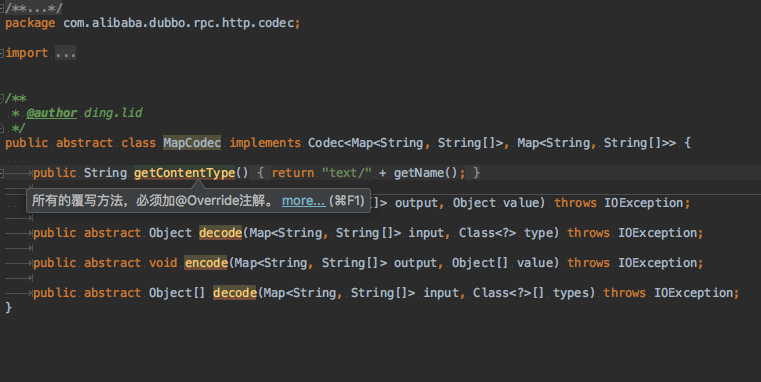 /**...*/
package com.alibaba.dubbo.rpc.http.codec;
import ...
/**
 * @author ding.lid
 */
public abstract class MapCodec implements Codec<Map<String, String[]>, Map<String, String[]>> {
public String getContentType() { return "text/" + getName(); }
所有的覆写方法，必须加@Override注解。 more... (⌘F1)
]> output, Object value) throws IOException;
public abstract Object decode(Map<String, String[]> input, Class<?> type) throws IOException;
public abstract void encode(Map<String, String[]> output, Object[] value) throws IOException;
public abstract Object[] decode(Map<String, String[]> input, Class<?>[] types) throws IOException;
}